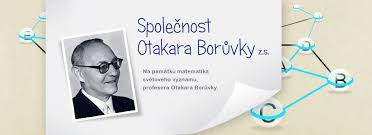 Společnost
Otakara Borůvky z.s.
Na památku matematika
světového významu,
profesora Otakara Borůvky.
A
B
C
D
B